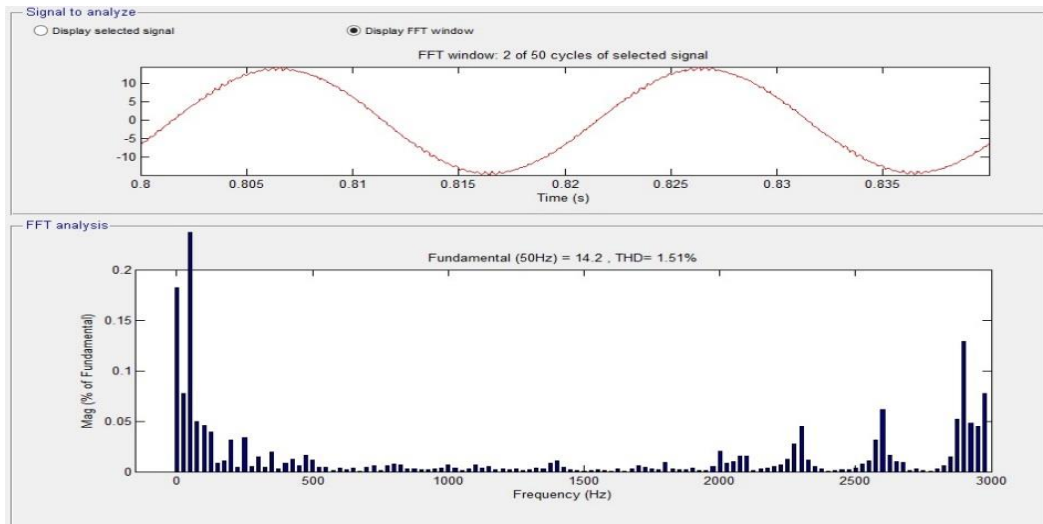 Signal to analyze
Display selected signal
Display FFT window
FFT window: 2 of 50 cycles of selected signal
10
5
0
-5
-10
0.8 0.805 0.81 0.815 0.82 0.825 0.83 0.835
Time (s)
FFT analysis
Fundamental (50Hz) = 14.2 , THD= 1.51%
0.2
0.15
0.1
0.05
0
Mag (% of Fundamental)
0 500 1000 1500 2000 2500 3000
Frequency (Hz)